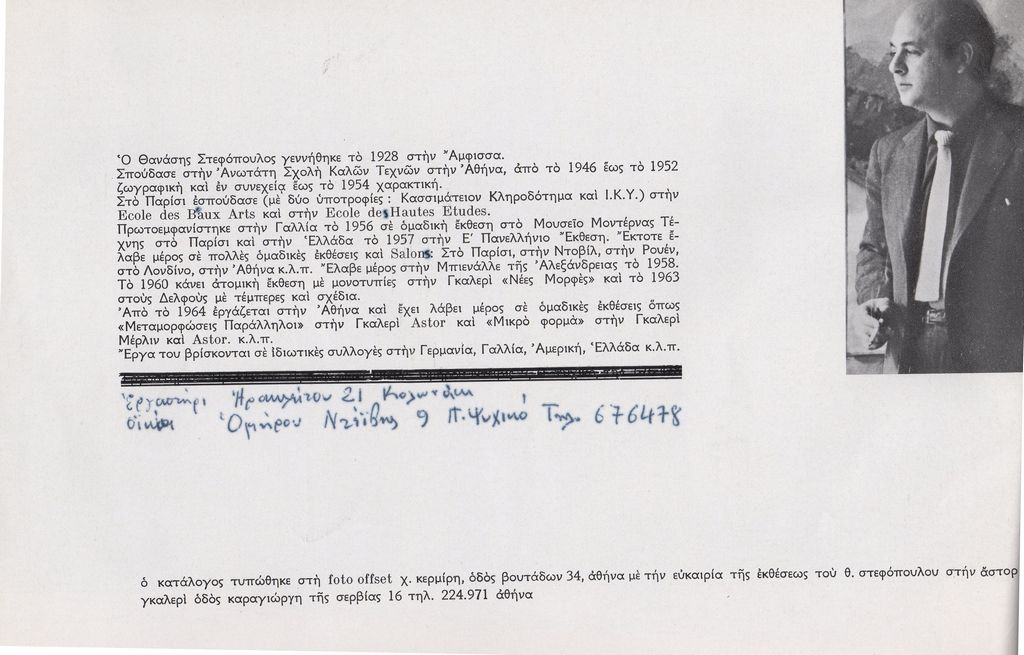 Ὁ Θανάσης Στεφόπουλος γεννήθηκε τὸ 1928 στὴν Ἄμφισσα.
Σπούδασε στὴν Ἀνωτάτη Σχολὴ Καλῶν Τεχνῶν στὴν Ἀθήνα, ἀπὸ τὸ 1946 ἕως τὸ 1952
ζωγραφικὴ καὶ ἐν συνεχείᾳ ἕως τὸ 1954 χαρακτική.
Στὸ Παρίσι ἐσπούδασε (μὲ δύο ὑποτροφίες : Κασσιμάτειον Κληροδότημα καὶ Ι.Κ.Υ.) στὴν
Ecole des Beaux Arts καὶ στὴν Ecole des Hautes Etudes.
Πρωτοεμφανίστηκε στὴν Γαλλία τὸ 1956 σὲ ὁμαδικὴ ἔκθεση στὸ Μουσεῖο Μοντέρνας Τέ-
χνης στὸ Παρίσι καὶ στὴν Ἑλλάδα τὸ 1957 στὴν Ε' Πανελλήνιο Ἔκθεση. Ἔκτοτε ἔ-
λαβε μέρος σὲ πολλὲς ὁμαδικὲς ἐκθέσεις καὶ Salons: Στὸ Παρίσι, στὴν Ντοβίλ, στὴν Ρουέν,
στὸ Λονδίνο, στὴν Ἀθήνα κ.λ.π. Ἔλαβε μέρος στὴν Μπιενάλλε τῆς Ἀλεξάνδρειας τὸ 1958.
Τὸ 1960 κάνει ἀτομικὴ ἔκθεση μὲ μονοτυπίες στὴν Γκαλερὶ «Νέες Μορφὲς» καὶ τὸ 1963
στοὺς Δελφοὺς μὲ τέμπερες καὶ σχέδια.
Ἀπὸ τὸ 1964 ἐργάζεται στὴν Ἀθήνα καὶ ἔχει λάβει μέρος σὲ ὁμαδικὲς ἐκθέσεις ὅπως
«Μεταμορφώσεις Παράλληλοι» στὴν Γκαλερὶ Astor καὶ «Μικρὸ φορμὰ» στὴν Γκαλερὶ
Μέρλιν καὶ Astor. κ.λ.π.
Ἔργα του βρίσκονται σὲ ἰδιωτικὲς συλλογὲς στὴν Γερμανία, Γαλλία, Ἀμερική, Ἑλλάδα κ.λ.π.
Ἐργαστήρι Ἡρακλείτου 21 Κολωνάκι
Ὁμήρου 9 Π. Ψυχικό Τηλ. 676478
ὁ κατάλογος τυπώθηκε στὴ foto offset χ. κερμίρη, ὁδὸς βουτάδων 34, ἀθήνα μὲ τήν εὐκαιρία τῆς ἐκθέσεως τοῦ θ. στεφόπουλου στήν ἄστορ
γκαλερὶ ὁδὸς καραγιώργη τῆς σερβίας 16 τηλ. 224.971 ἀθήνα